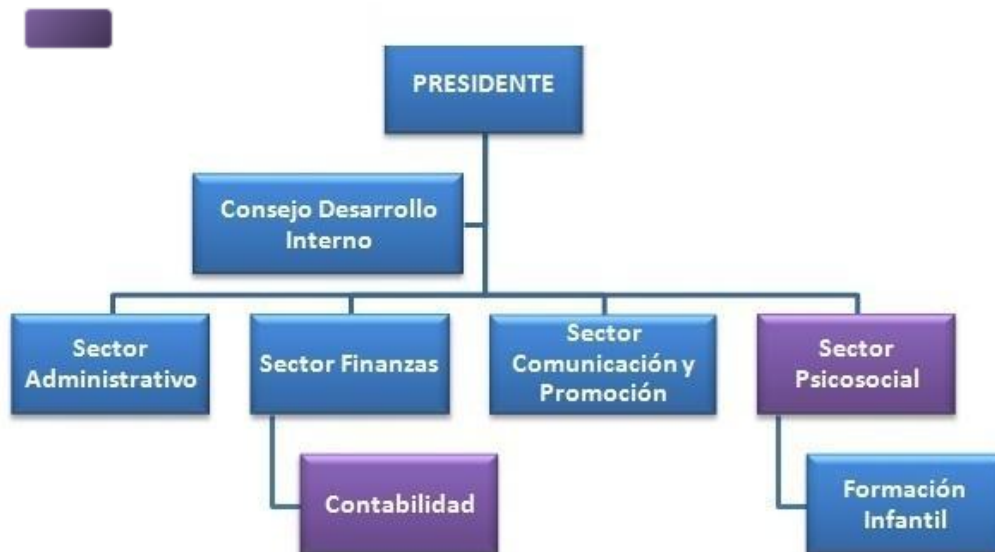 PRESIDENTE
Consejo Desarrollo
Interno
Sector
Administrativo
Sector Finanzas
Sector
Comunicación y
Promoción
Sector
Psicosocial
Contabilidad
Formación
Infantil